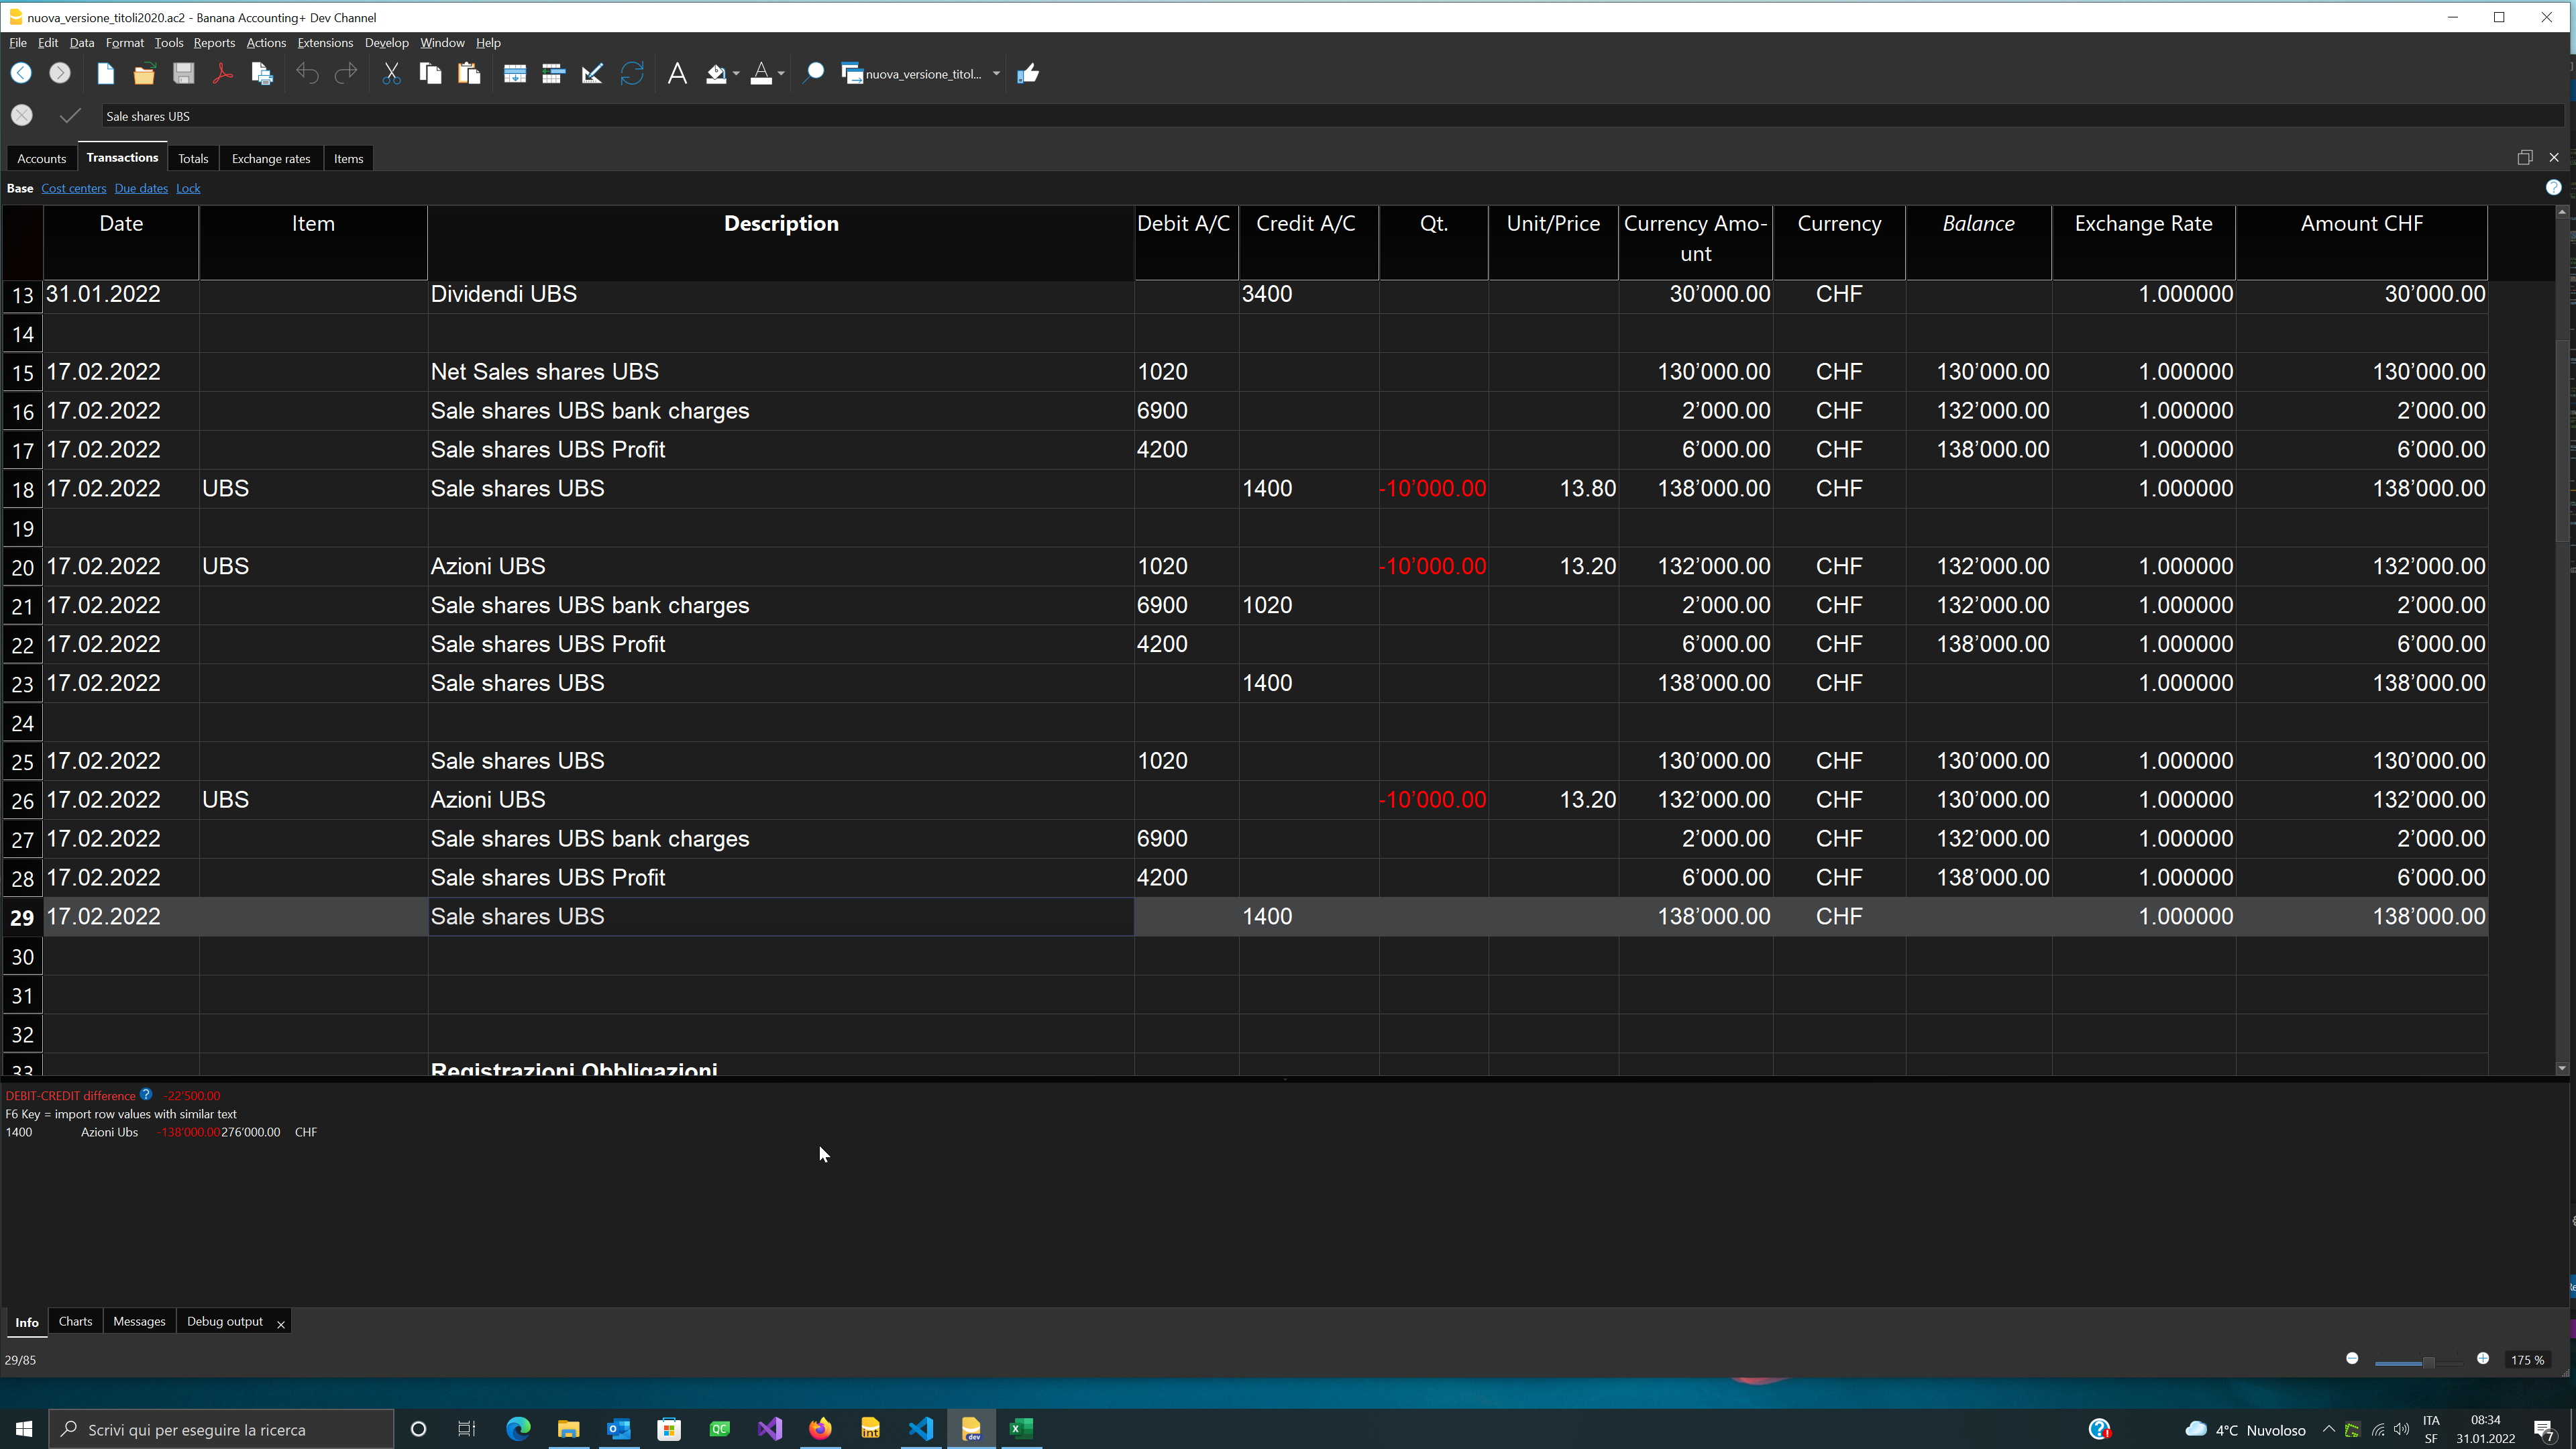 nuova_versione_titoli2020.ac2 - Banana Accounting+ Dev Channel
File Edit Data Format Tools Reports Actions Extensions Develop Window Help
nuova_versione_titol...
Sale shares UBS
Accounts Transactions Totals Exchange rates Items
Base Cost centers Due dates Lock
Date Item Description Debit A/C Credit A/C Qt. Unit/Price Currency Amo- Currency Balance Exchange Rate Amount CHF
unt
13 31.01.2022 Dividendi UBS 3400 30’000.00 CHF 1.000000 30’000.00
14
15 17.02.2022 Net Sales shares UBS 1020 130’000.00 CHF 130’000.00 1.000000 130’000.00
16 17.02.2022 Sale shares UBS bank charges 6900 2’000.00 CHF 132’000.00 1.000000 2’000.00
17 17.02.2022 Sale shares UBS Profit 4200 6’000.00 CHF 138’000.00 1.000000 6’000.00
18 17.02.2022 UBS Sale shares UBS 1400 -10’000.00 13.80 138’000.00 CHF 1.000000 138’000.00
19
20 17.02.2022 UBS Azioni UBS 1020 -10’000.00 13.20 132’000.00 CHF 132’000.00 1.000000 132’000.00
21 17.02.2022 Sale shares UBS bank charges 6900 1020 2’000.00 CHF 132’000.00 1.000000 2’000.00
22 17.02.2022 Sale shares UBS Profit 4200 6’000.00 CHF 138’000.00 1.000000 6’000.00
23 17.02.2022 Sale shares UBS 1400 138’000.00 CHF 1.000000 138’000.00
24
25 17.02.2022 Sale shares UBS 1020 130’000.00 CHF 130’000.00 1.000000 130’000.00
26 17.02.2022 UBS Azioni UBS -10’000.00 13.20 132’000.00 CHF 130’000.00 1.000000 132’000.00
27 17.02.2022 Sale shares UBS bank charges 6900 2’000.00 CHF 132’000.00 1.000000 2’000.00
28 17.02.2022 Sale shares UBS Profit 4200 6’000.00 CHF 138’000.00 1.000000 6’000.00
29 17.02.2022 Sale shares UBS 1400 138’000.00 CHF 1.000000 138’000.00
30
31
32
33 Registrazioni Obbligazioni
DEBIT-CREDIT difference ? -22’500.00
F6 Key = import row values with similar text
1400 Azioni Ubs -138’000.00 276’000.00 CHF
Info Charts Messages Debug output
29/85
175 %
Scrivi qui per eseguire la ricerca
QC
int
dev
4°C Nuvoloso
ITA
SF
08:34
31.01.2022
7